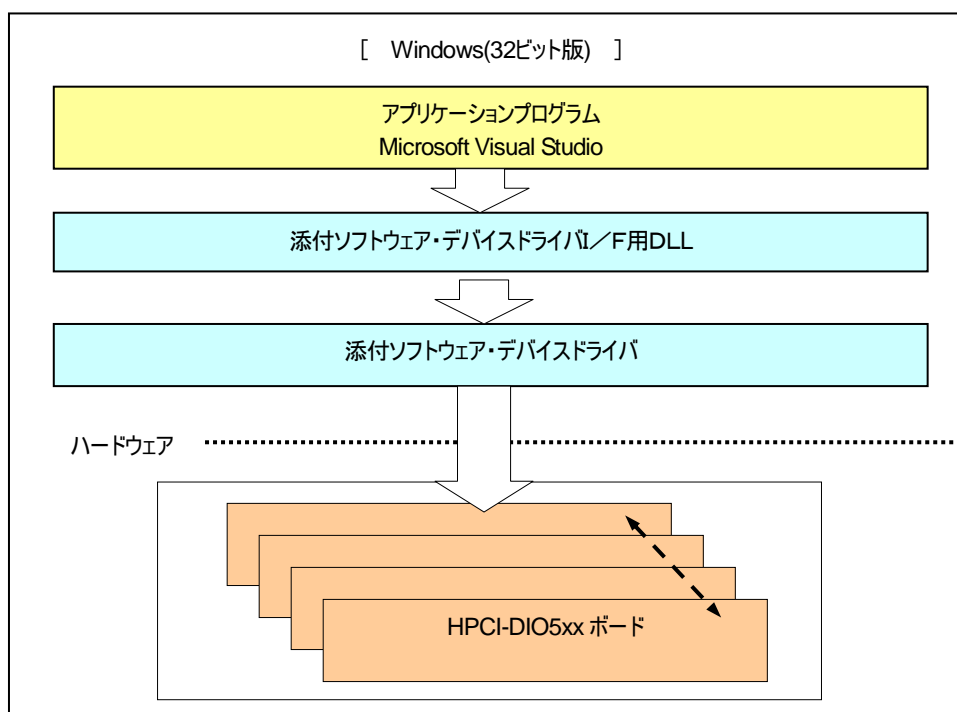 [ Windows(32ビット版) ]
アプリケーションプログラム
Microsoft Visual Studio
添付ソフトウェア・デバイスドライバI／F用DLL
添付ソフトウェア・デバイスドライバ
ハードウェア
HPCI-DIO5xx ボード